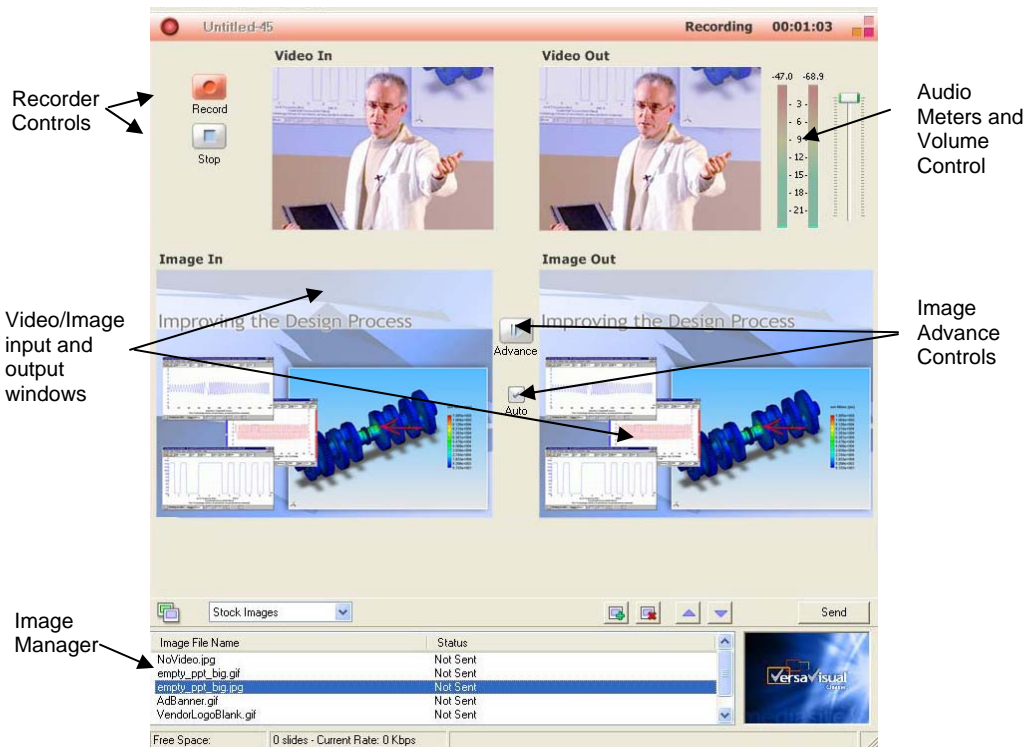 Untitled-45
Recording 00:01:03
Video In
Video Out
Recorder
Controls
Record
Stop
-47.0 -68.9
- 3 -
- 6 -
- 9 -
- 12 -
- 15 -
- 18 -
- 21 -
Audio
Meters and
Volume
Control
Image In
Image Out
Video/Image
input and
output
windows
Improving the Design Process
Advance
Auto
Improving the Design Process
Image
Advance
Controls
Stock Images
Send
Image
Manager
Image File Name Status
NoVideo.jpg Not Sent
empty_ppt_big.gif Not Sent
empty_ppt_big.jpg Not Sent
AdBanner.gif Not Sent
VendorLogoBlank.gif Not Sent
VersaVisual
Free Space: 0 slides - Current Rate: 0 Kbps